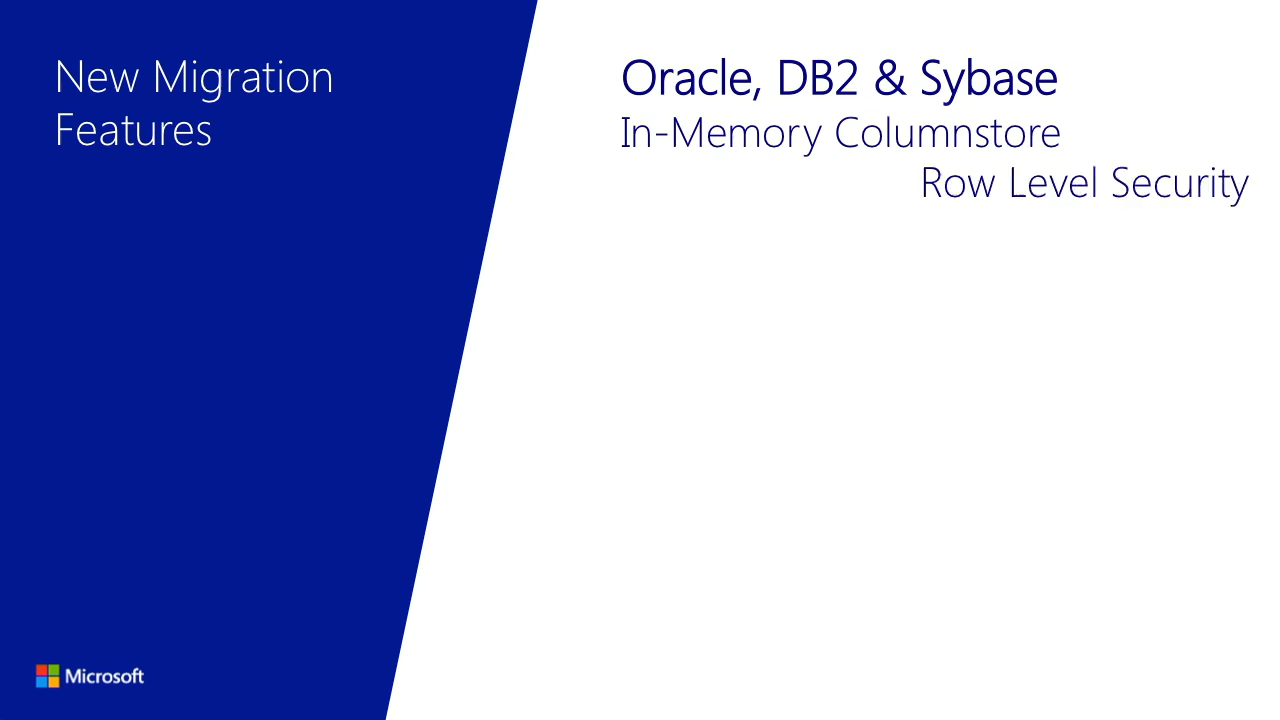 New Migration
Features
Oracle, DB2 & Sybase
In-Memory Columnstore
Row Level Security
Microsoft